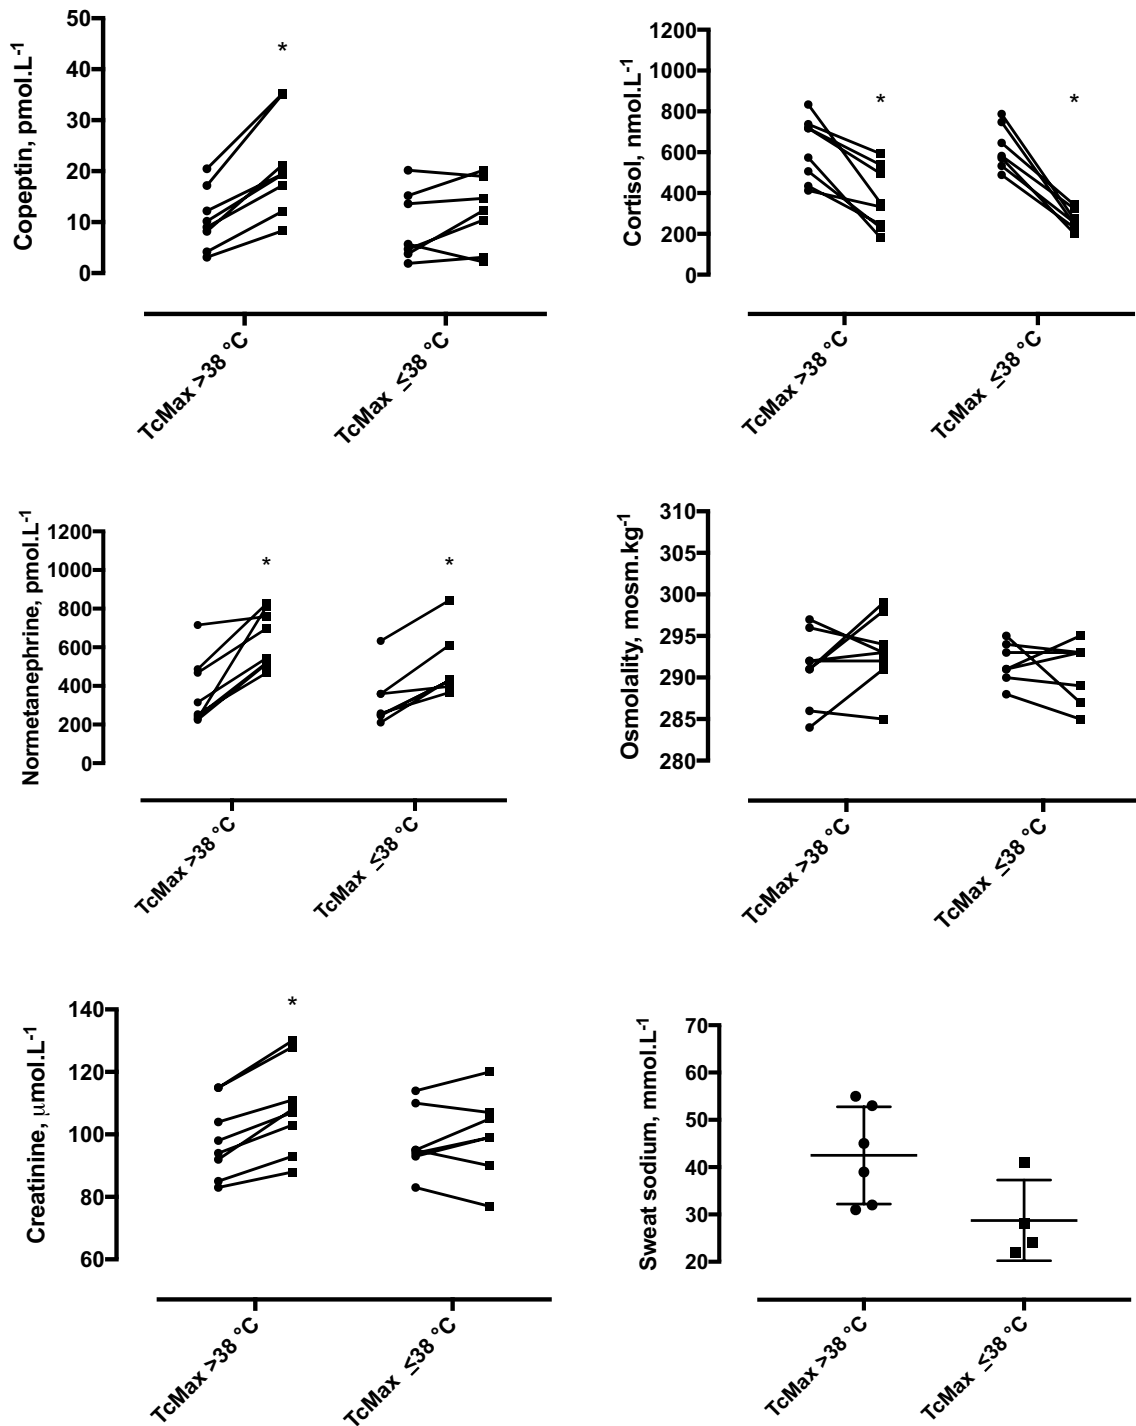 Copeptin, pmol.L-1
50
40
30
20
10
0
*
TcMax >38 °C
TcMax ≤38 °C
Cortisol, nmol.L-1
1200
1000
800
600
400
200
0
*
*
TcMax >38 °C
TcMax ≤38 °C
Normetanephrine, pmol.L-1
1200
1000
800
600
400
200
0
*
*
TcMax >38 °C
TcMax ≤38 °C
Osmolality, mosm.kg-1
310
305
300
295
290
285
280
TcMax >38 °C
TcMax ≤38 °C
Creatinine, μmol.L-1
140
120
100
80
60
*
TcMax >38 °C
TcMax ≤38 °C
Sweat sodium, mmol.L-1
70
60
50
40
30
20
TcMax >38 °C
TcMax ≤38 °C